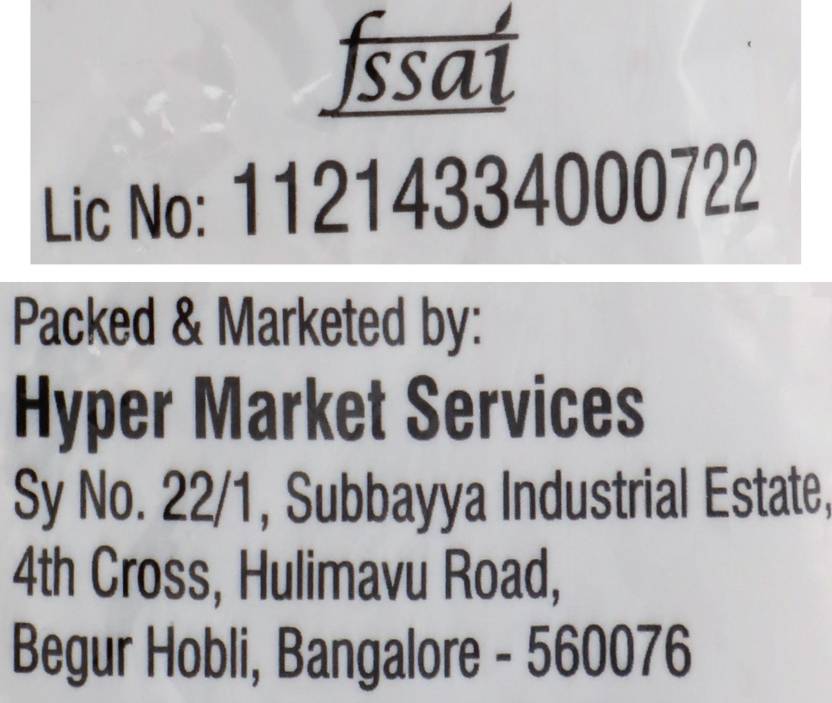 fssai
Lic No: 11214334000722
Packed & Marketed by:
Hyper Market Services
Sy No. 22/1, Subbayya Industrial Estate,
4th Cross, Hulimavu Road,
Begur Hobli, Bangalore - 560076